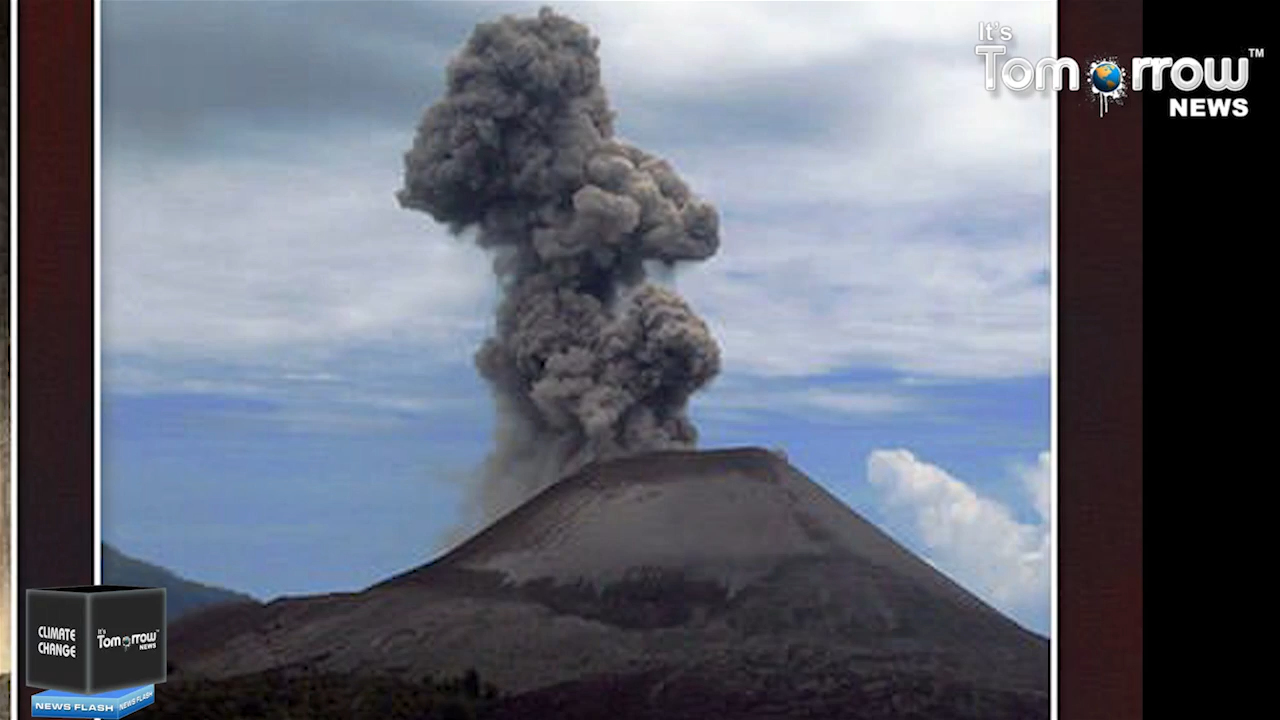 It's
Tomorrow™
NEWS
CLIMATE
CHANGE
It's
Tomorrow
NEWS
NEWS FLASH
NEWS FLASH